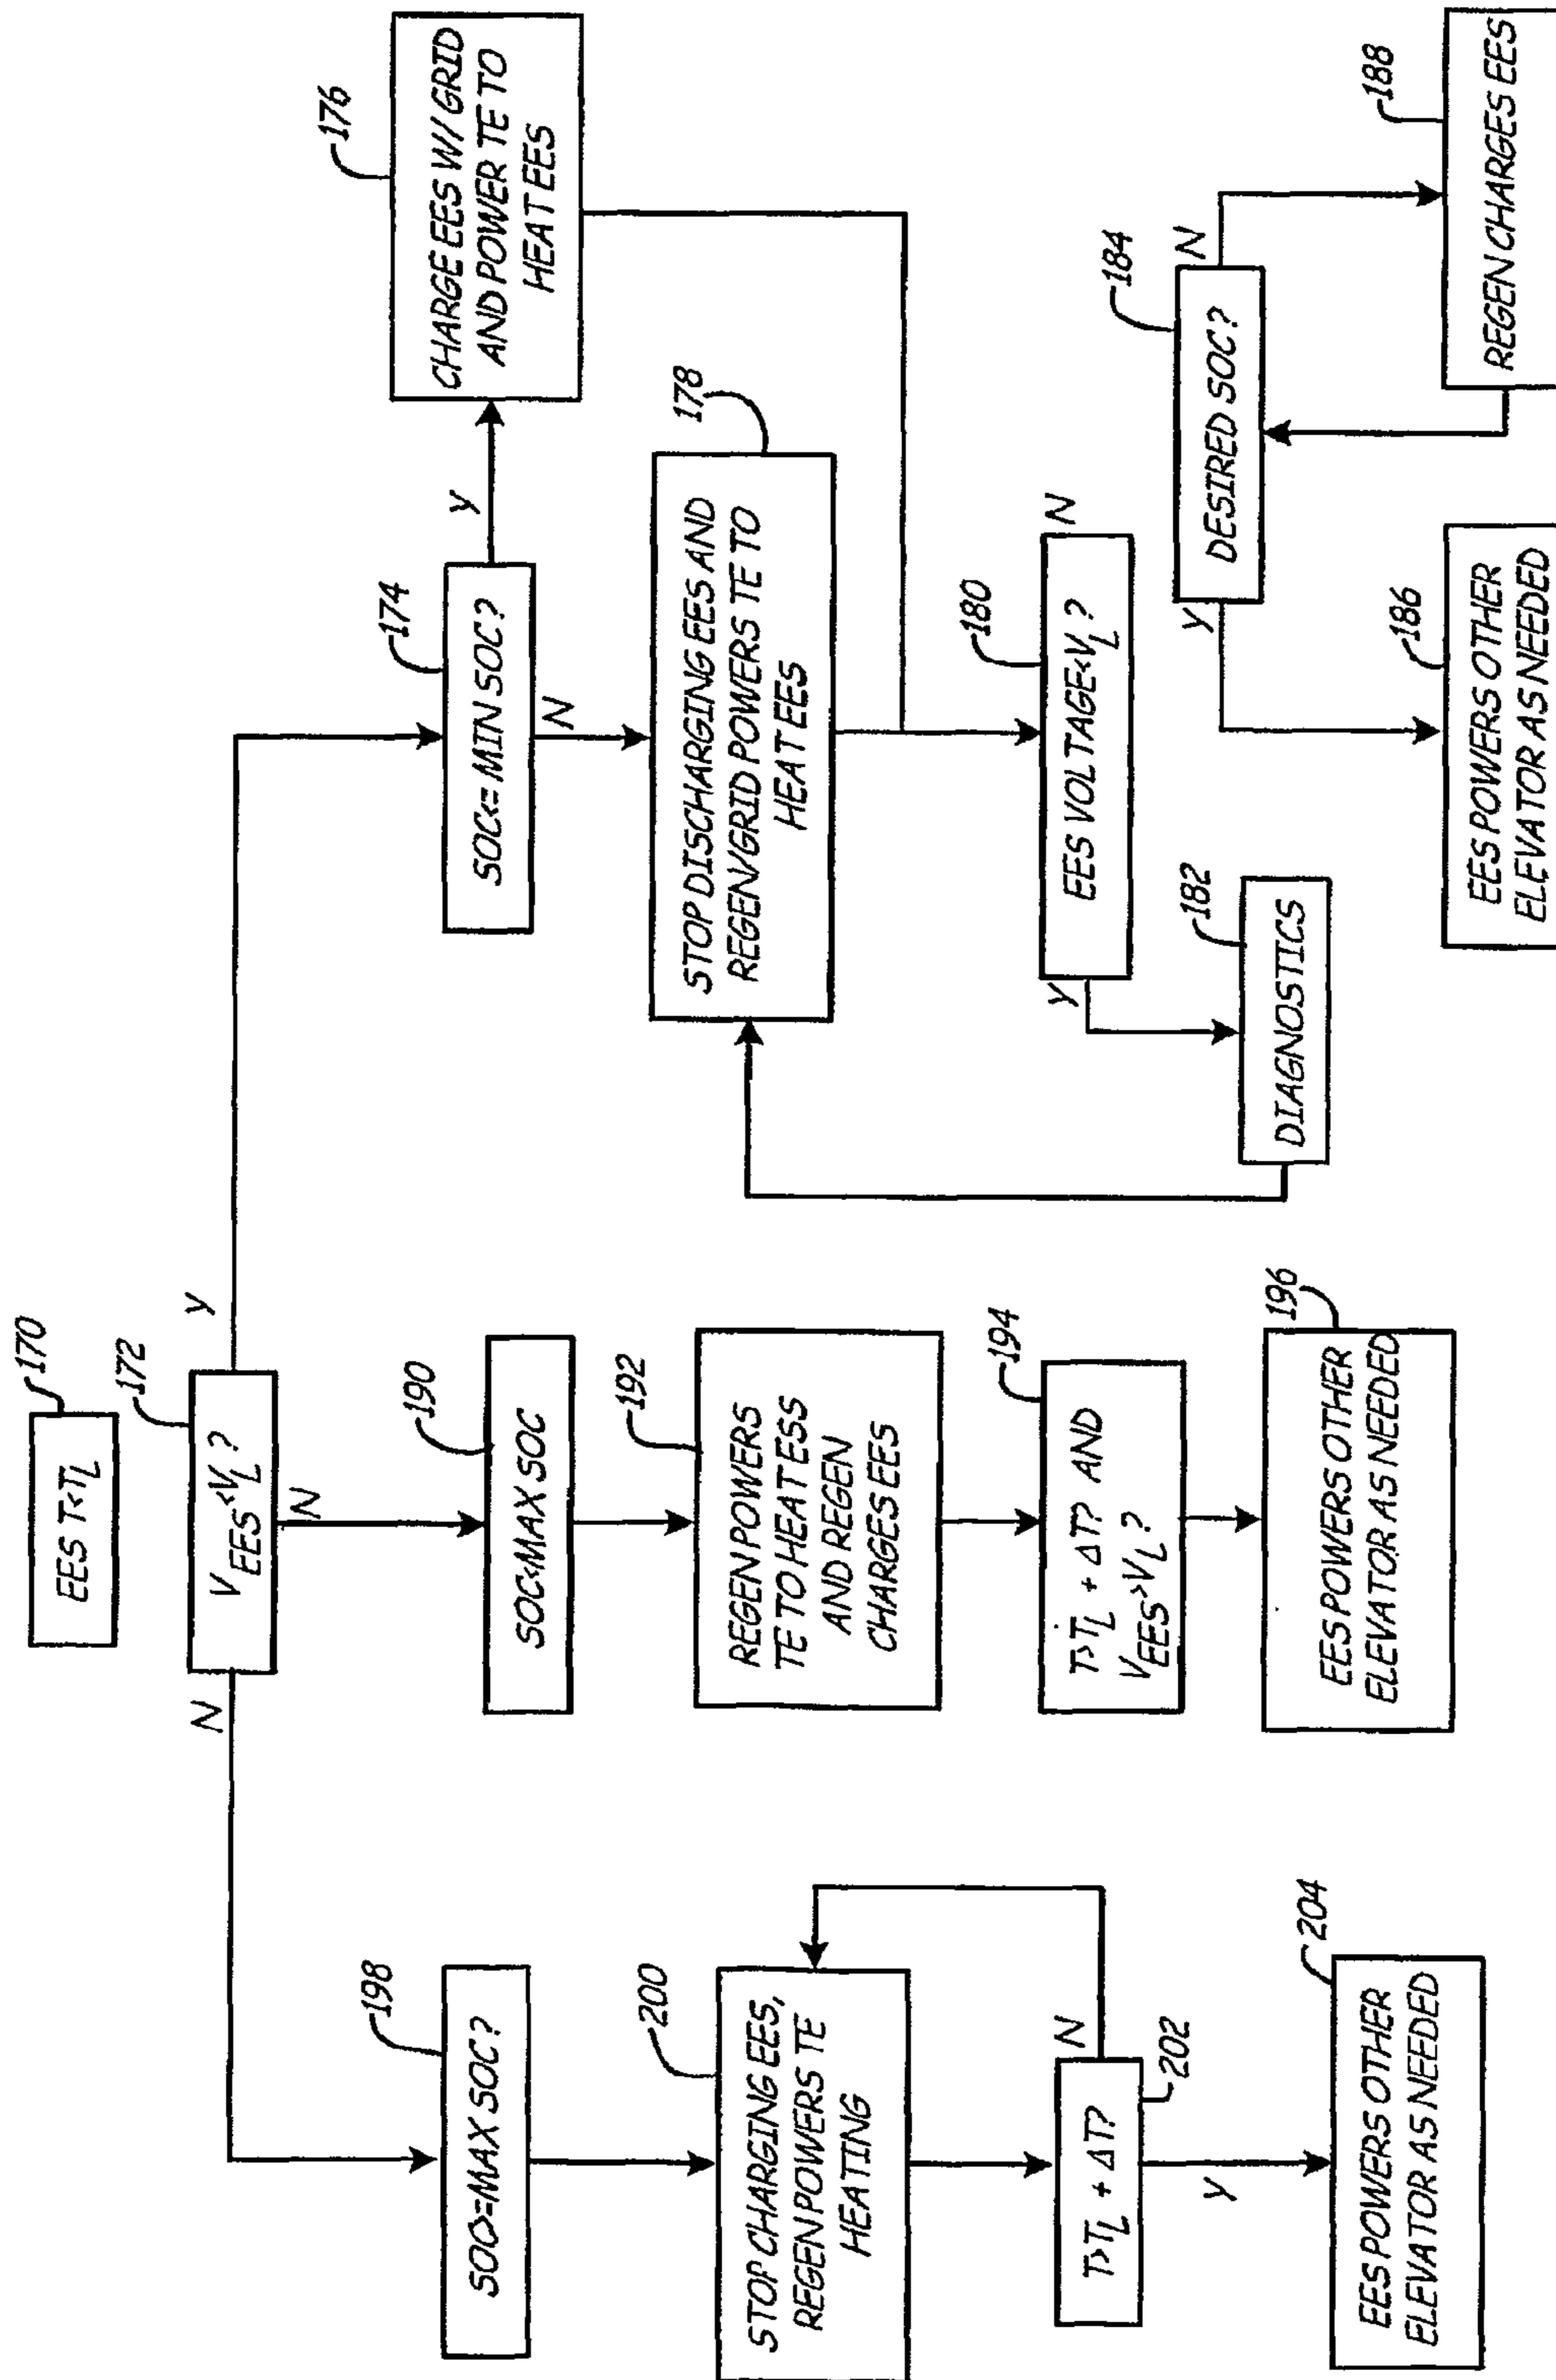 170
EES T<T_L
172
V_EES<V_L?
N
N
Y
198
SOC>=MAX SOC?
200
STOP CHARGING EES,
REGEN POWERS TE
HEATING
N
T>T_L + ΔT?
202
Y
204
EES POWERS OTHER
ELEVATOR AS NEEDED
190
SOC<MAX SOC
192
REGEN POWERS
TE TO HEAT ESS
AND REGEN
CHARGES EES
194
T>T_L + ΔT? AND
V_EES>V_L?
196
EES POWERS OTHER
ELEVATOR AS NEEDED
174
SOC<= MIN SOC?
Y
N
176
CHARGE EES W/ GRID
AND POWER TE TO
HEAT EES
178
STOP DISCHARGING EES AND
REGEN/GRID POWERS TE TO
HEAT EES
180
EES VOLTAGE<V_L?
Y
N
182
DIAGNOSTICS
184
DESIRED SOC?
Y
N
186
EES POWERS OTHER
ELEVATOR AS NEEDED
188
REGEN CHARGES EES